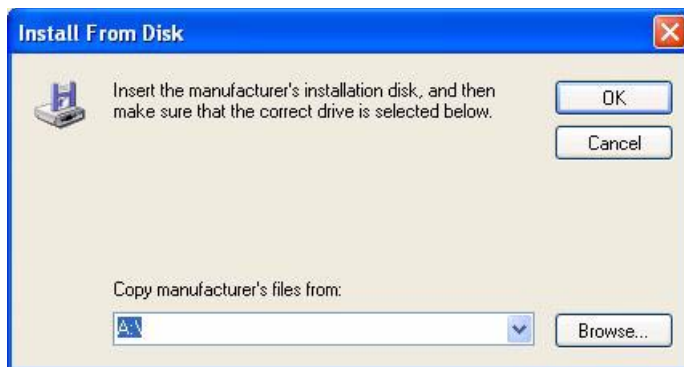 Install From Disk
Insert the manufacturer's installation disk, and then
make sure that the correct drive is selected below.
OK
Cancel
Copy manufacturer's files from:
A:\
Browse...